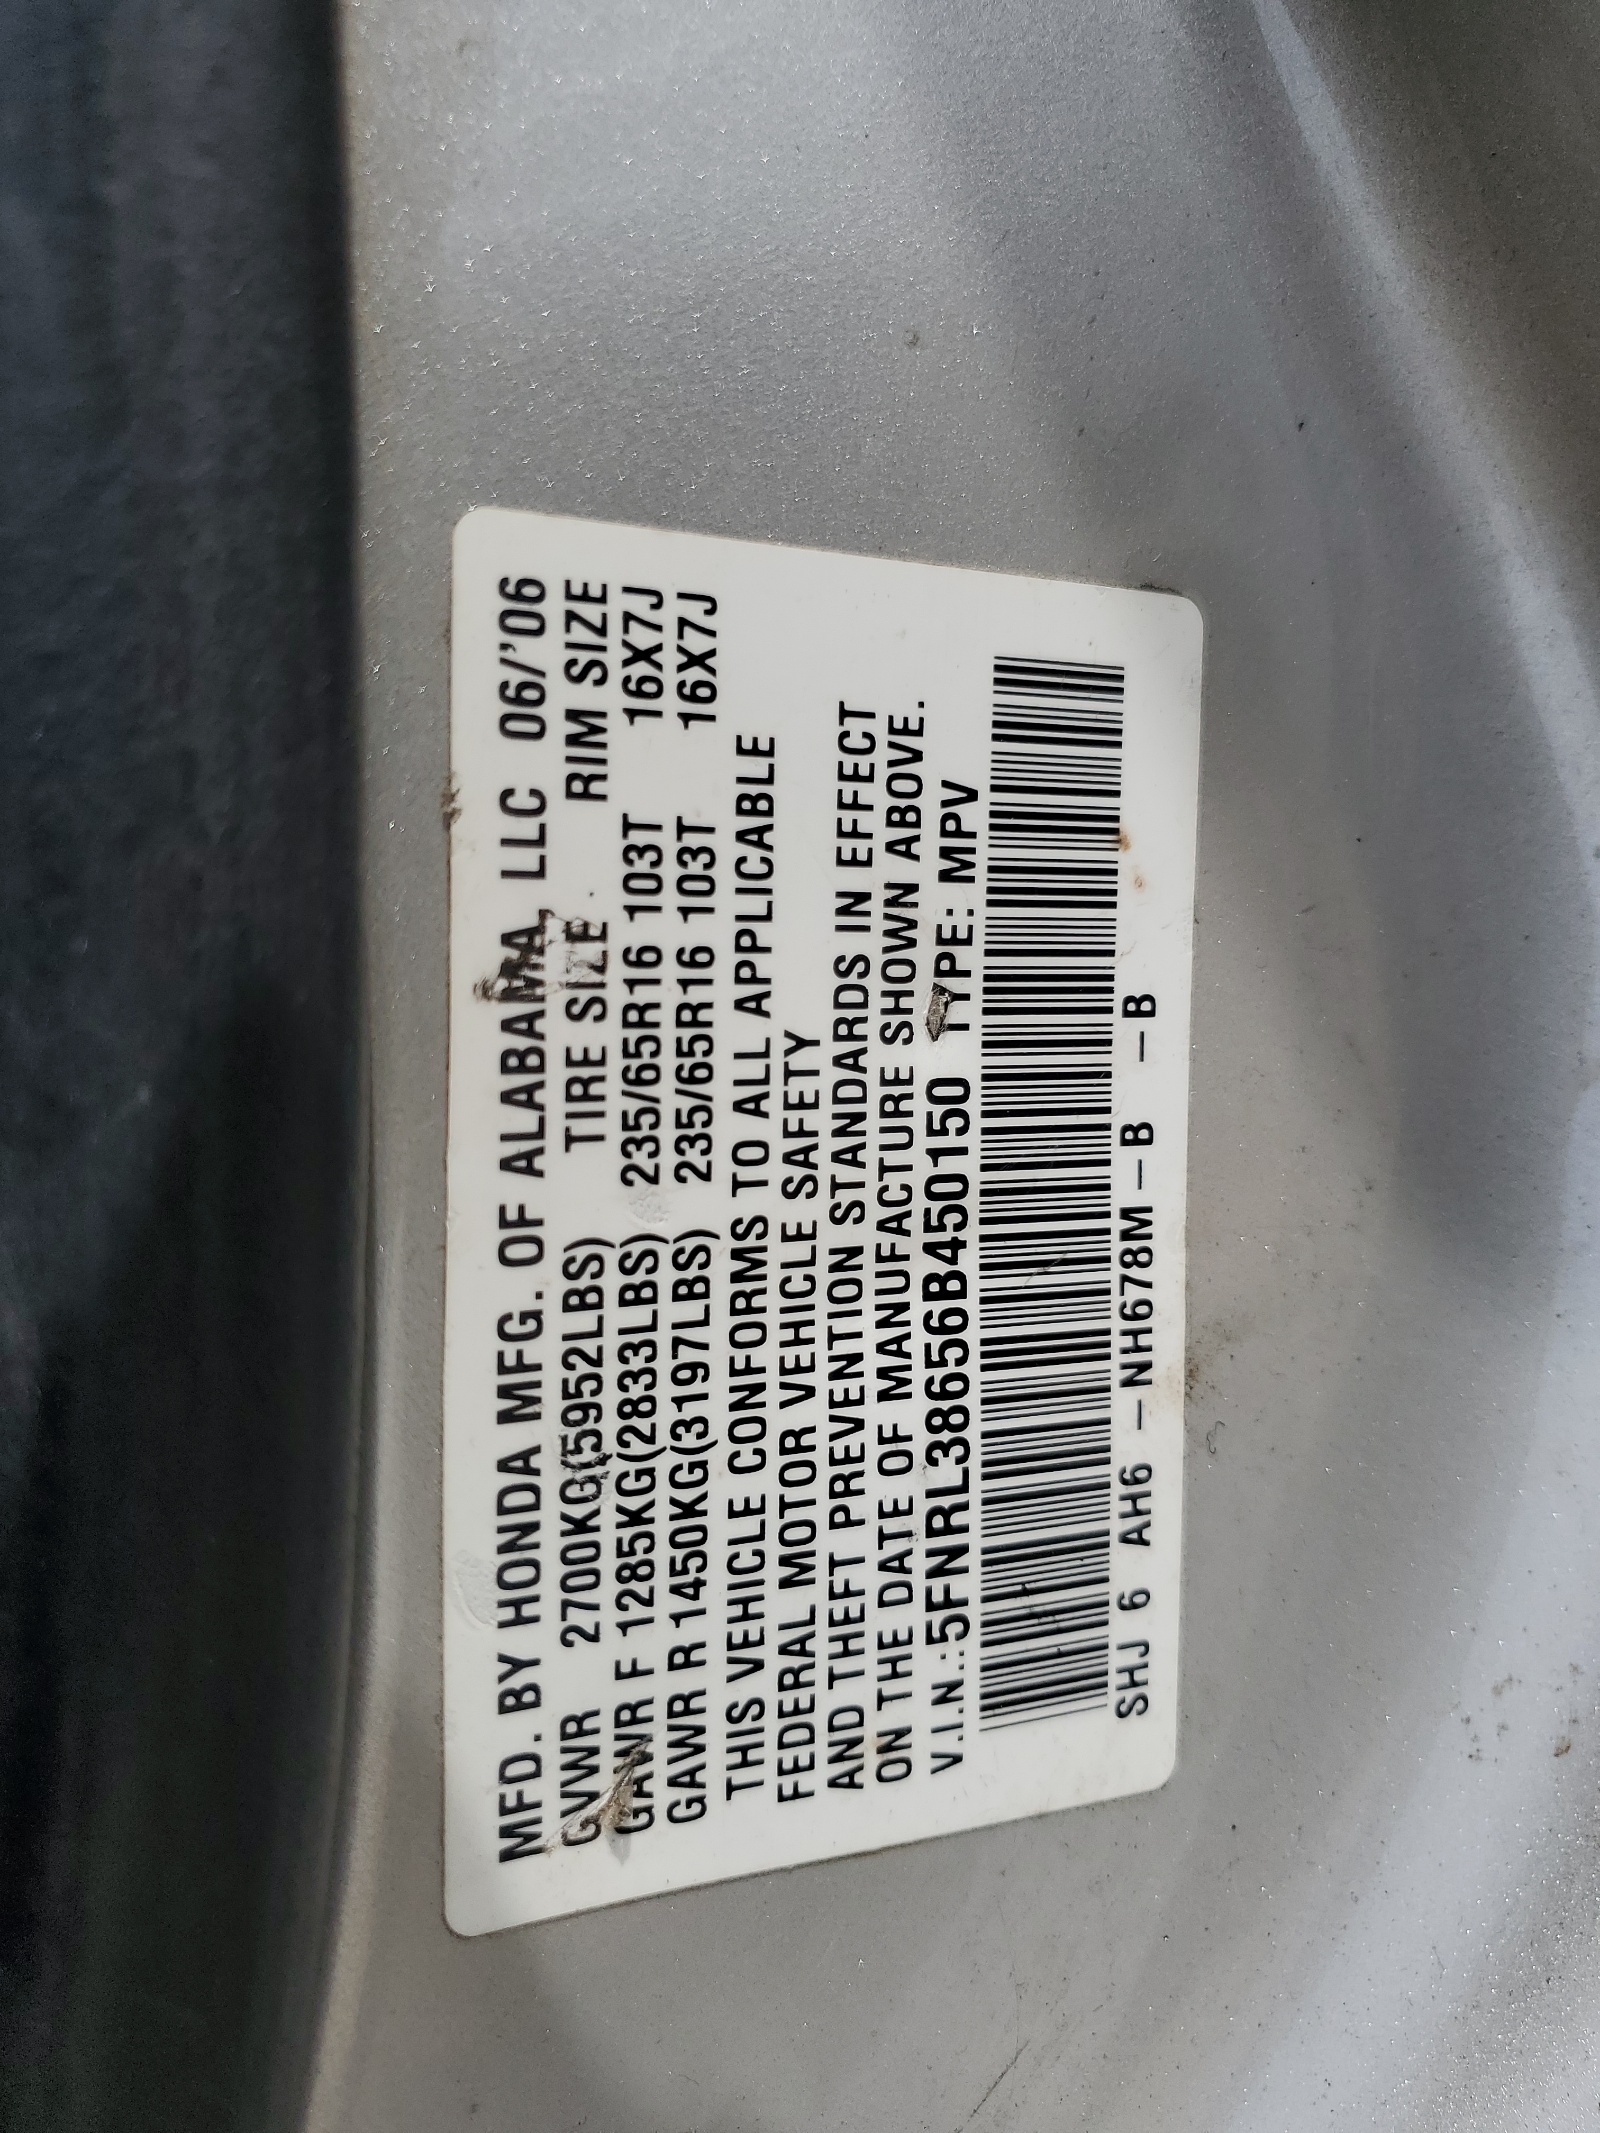 MFD. BY HONDA MFG. OF ALABAMA, LLC 06/'06
GVWR 2700KG(5952LBS) TIRE SIZE RIM SIZE
GAWR F 1285KG(2833LBS) 235/65R16 103T 16X7J
GAWR R 1450KG(3197LBS) 235/65R16 103T 16X7J
THIS VEHICLE CONFORMS TO ALL APPLICABLE
FEDERAL MOTOR VEHICLE SAFETY
AND THEFT PREVENTION STANDARDS IN EFFECT
ON THE DATE OF MANUFACTURE SHOWN ABOVE.
V.I.N.:5FNRL38656B450150 TYPE: MPV
SHJ 6 AH6 –NH678M–B –B